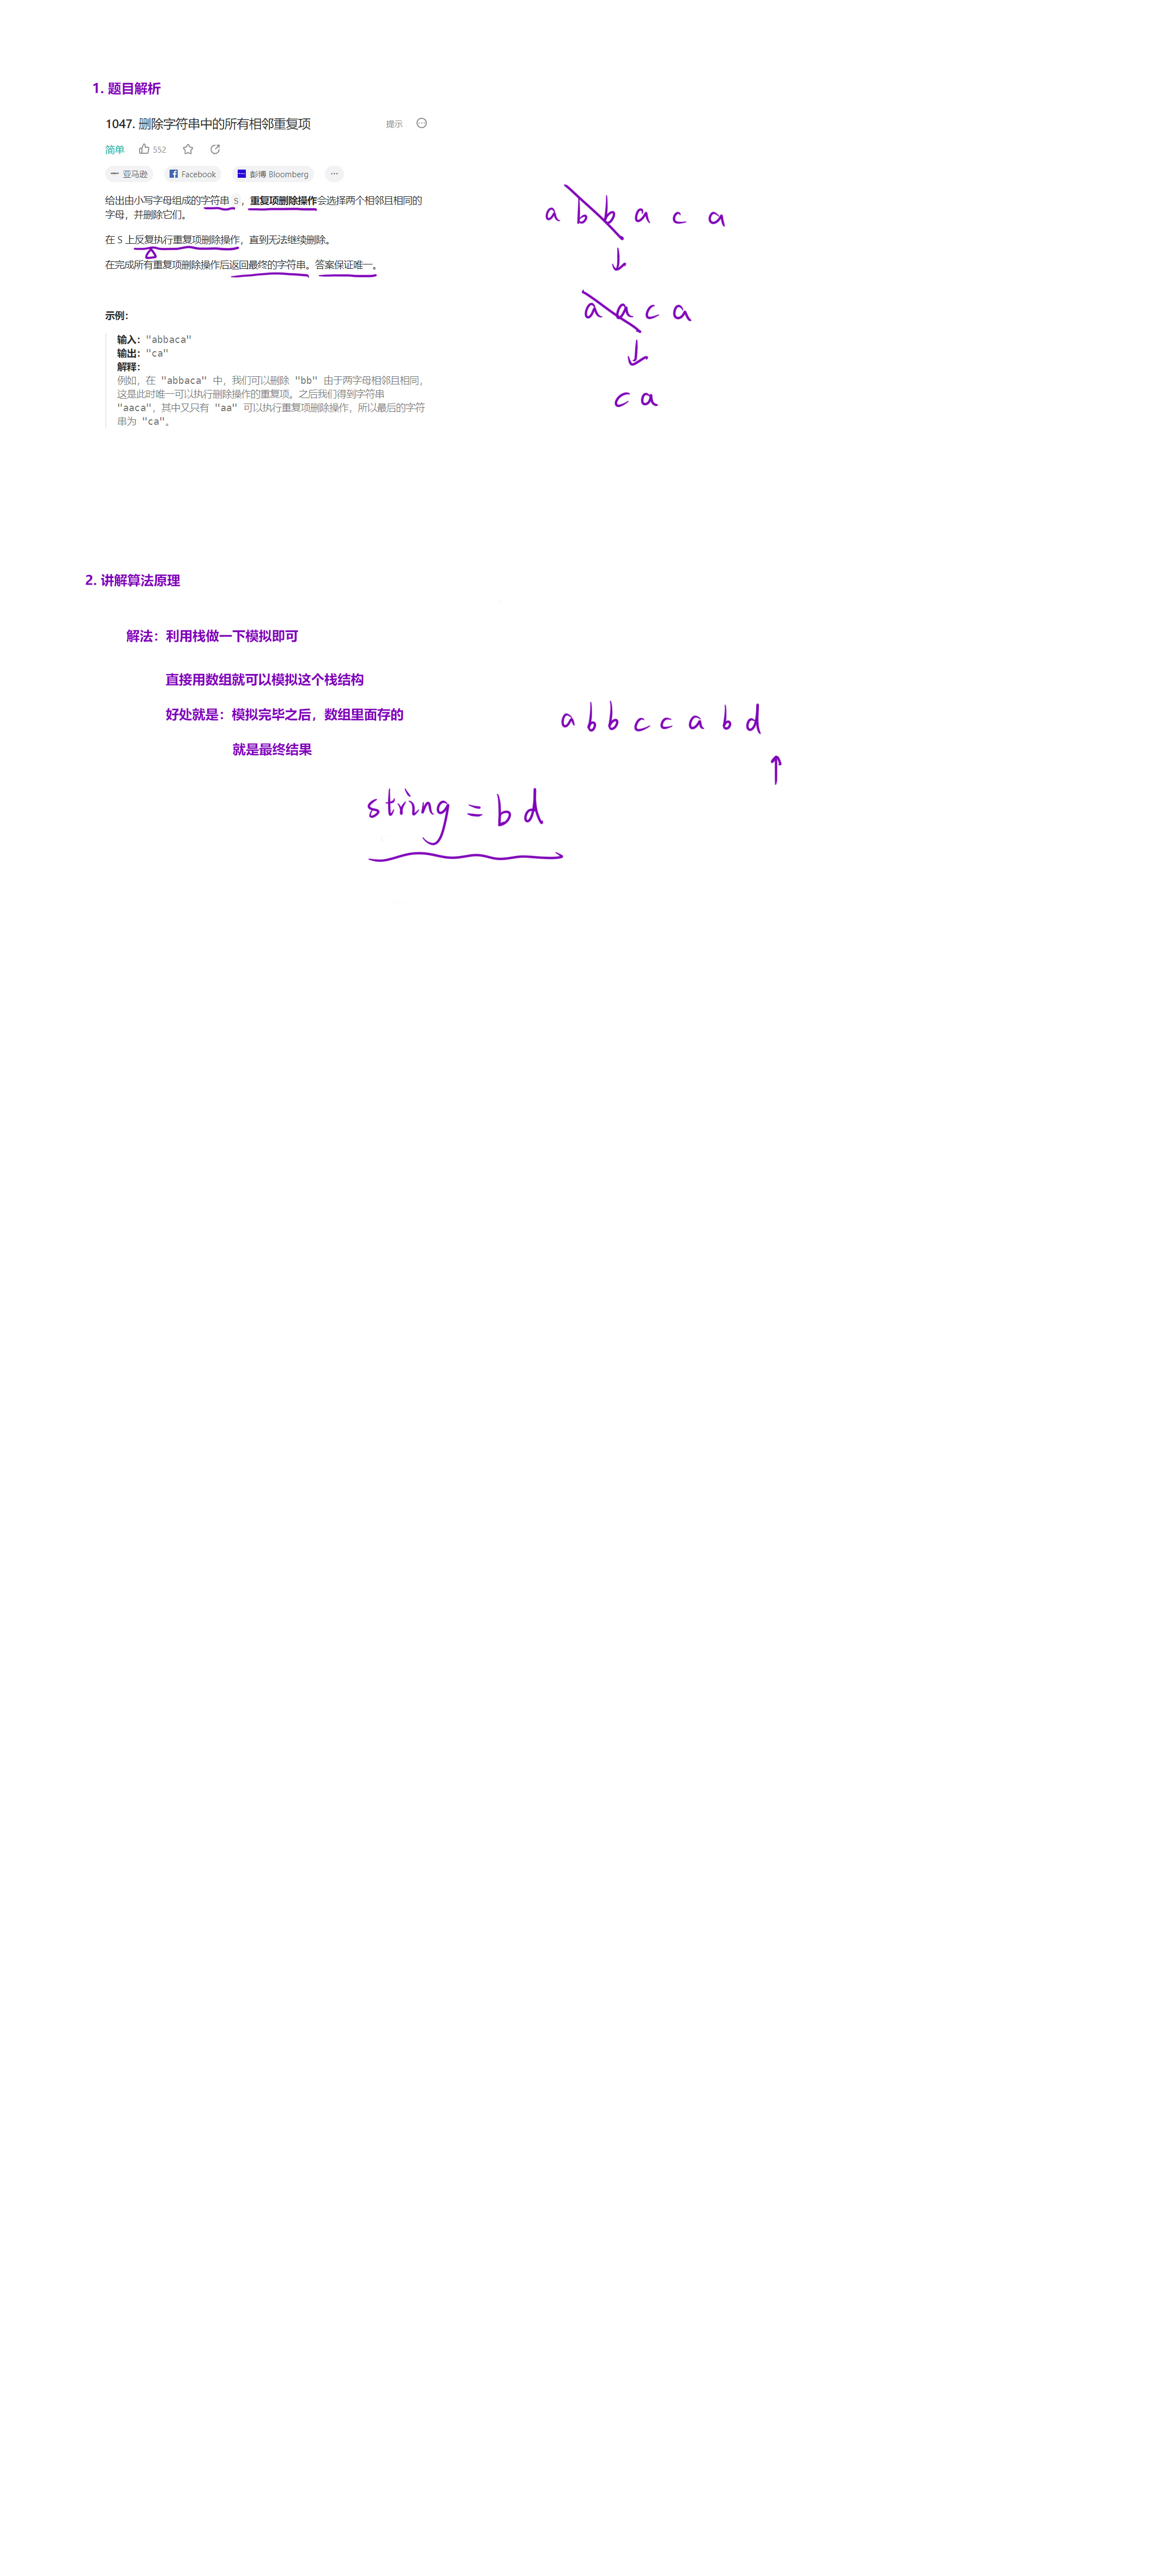 1. 题目解析
1047. 删除字符串中的所有相邻重复项 提示
简单 552
亚马逊 Facebook 彭博 Bloomberg ···
给出由小写字母组成的字符串 S，重复项删除操作会选择两个相邻且相同的
字母，并删除它们。
在 S 上反复执行重复项删除操作，直到无法继续删除。
在完成所有重复项删除操作后返回最终的字符串。答案保证唯一。
示例：
输入："abbaca"
输出："ca"
解释：
例如，在 "abbaca" 中，我们可以删除 "bb" 由于两字母相邻且相同，
这是此时唯一可以执行删除操作的重复项。之后我们得到字符串
"aaca"，其中又只有 "aa" 可以执行重复项删除操作，所以最后的字符
串为 "ca"。
a b b a c a
↓
a a c a
↓
c a
2. 讲解算法原理
解法：利用栈做一下模拟即可
直接用数组就可以模拟这个栈结构
好处就是：模拟完毕之后，数组里面存的
就是最终结果
a b b c c a b d
↑
string = b d